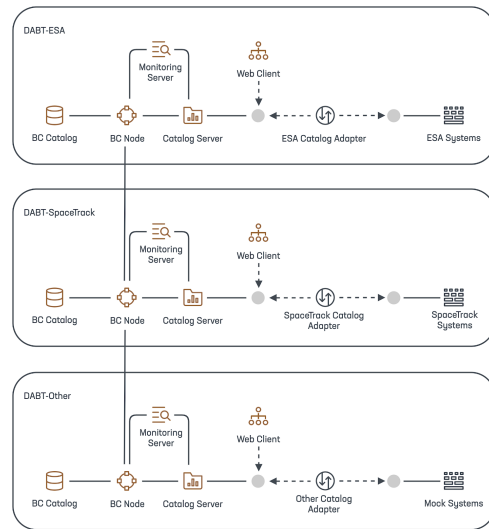 DABT-ESA
Monitoring
Server
Web Client
BC Catalog
BC Node
Catalog Server
ESA Catalog Adapter
ESA Systems
DABT-SpaceTrack
Monitoring
Server
Web Client
BC Catalog
BC Node
Catalog Server
SpaceTrack Catalog
Adapter
SpaceTrack
Systems
DABT-Other
Monitoring
Server
Web Client
BC Catalog
BC Node
Catalog Server
Other Catalog
Adapter
Mock Systems